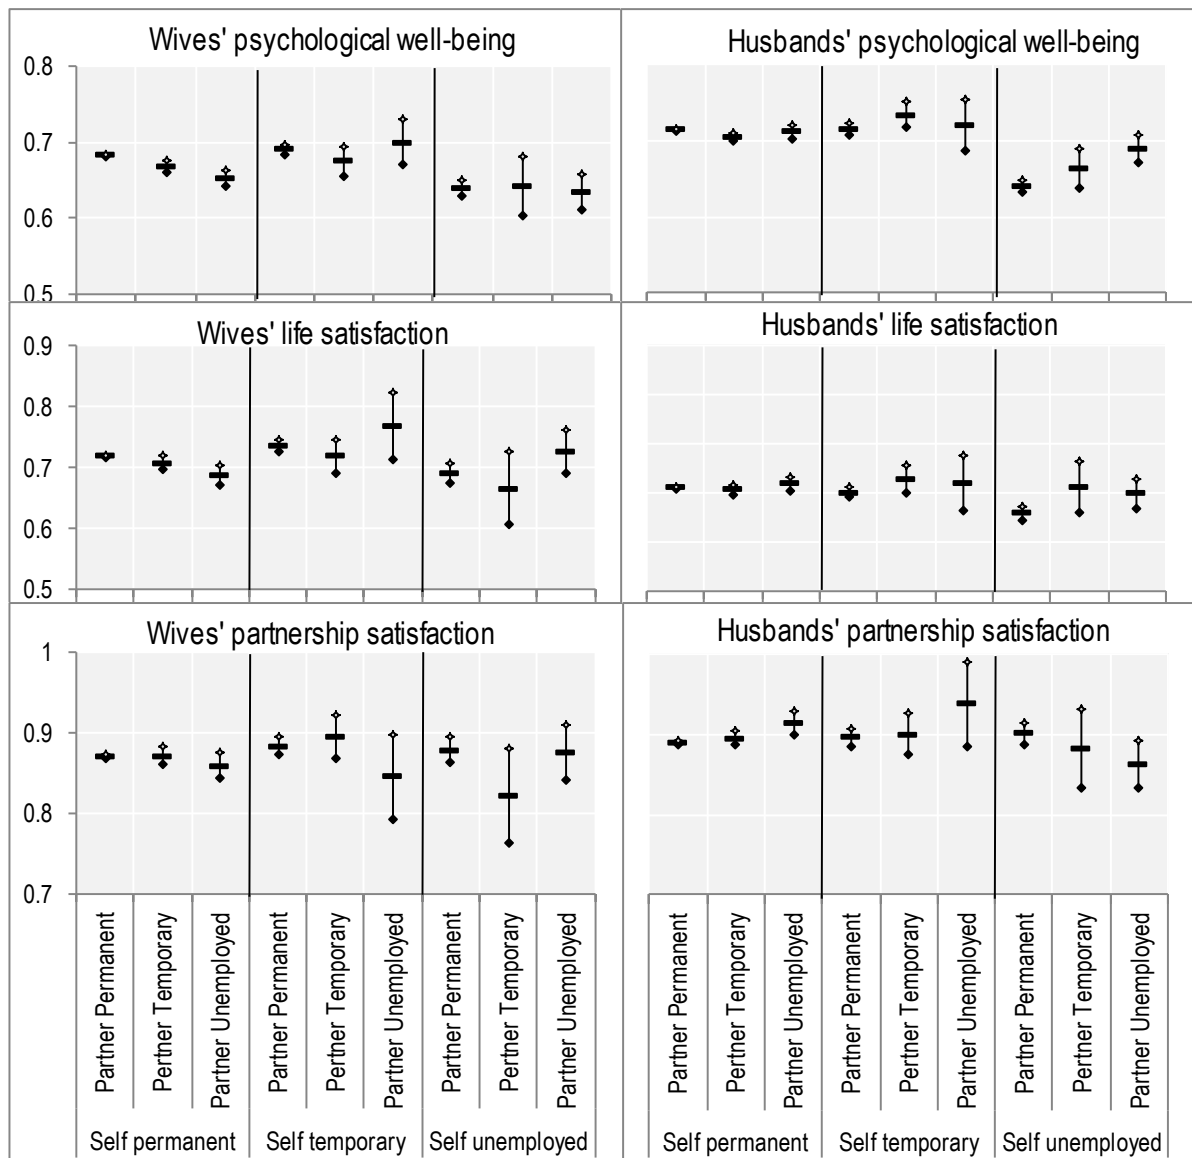 Wives' psychological well-being
Husbands' psychological well-being
0.8
0.7
0.6
0.5
Wives' life satisfaction
Husbands' life satisfaction
0.9
0.8
0.7
0.6
0.5
Wives' partnership satisfaction
Husbands' partnership satisfaction
1
0.9
0.8
0.7
Partner Permanent
Pertner Temporary
Partner Unemployed
Partner Permanent
Pertner Temporary
Partner Unemployed
Partner Permanent
Pertner Temporary
Partner Unemployed
Partner Permanent
Pertner Temporary
Partner Unemployed
Partner Permanent
Pertner Temporary
Partner Unemployed
Partner Permanent
Pertner Temporary
Partner Unemployed
Self permanent
Self temporary
Self unemployed
Self permanent
Self temporary
Self unemployed